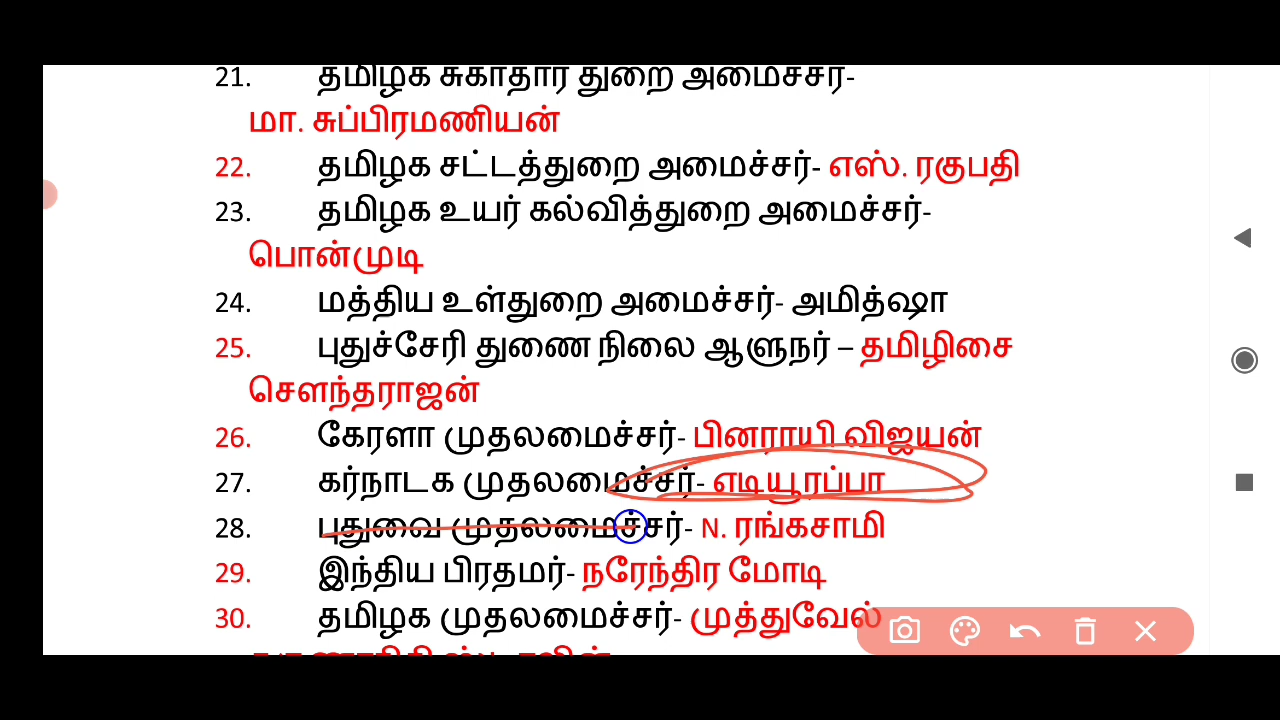 21. தமிழக சுகாதார துறை அமைச்சர்-
மா. சுப்பிரமணியன்
22. தமிழக சட்டத்துறை அமைச்சர்- எஸ். ரகுபதி
23. தமிழக உயர் கல்வித்துறை அமைச்சர்-
பொன்முடி
24. மத்திய உள்துறை அமைச்சர்- அமித்ஷா
25. புதுச்சேரி துணை நிலை ஆளுநர் – தமிழிசை
சௌந்தராஜன்
26. கேரளா முதலமைச்சர்- பினராயி விஜயன்
27. கர்நாடக முதலமைச்சர்- எடியூரப்பா
28. புதுவை முதலமைச்சர்- N. ரங்கசாமி
29. இந்திய பிரதமர்- நரேந்திர மோடி
30. தமிழக முதலமைச்சர்- முத்துவேல்